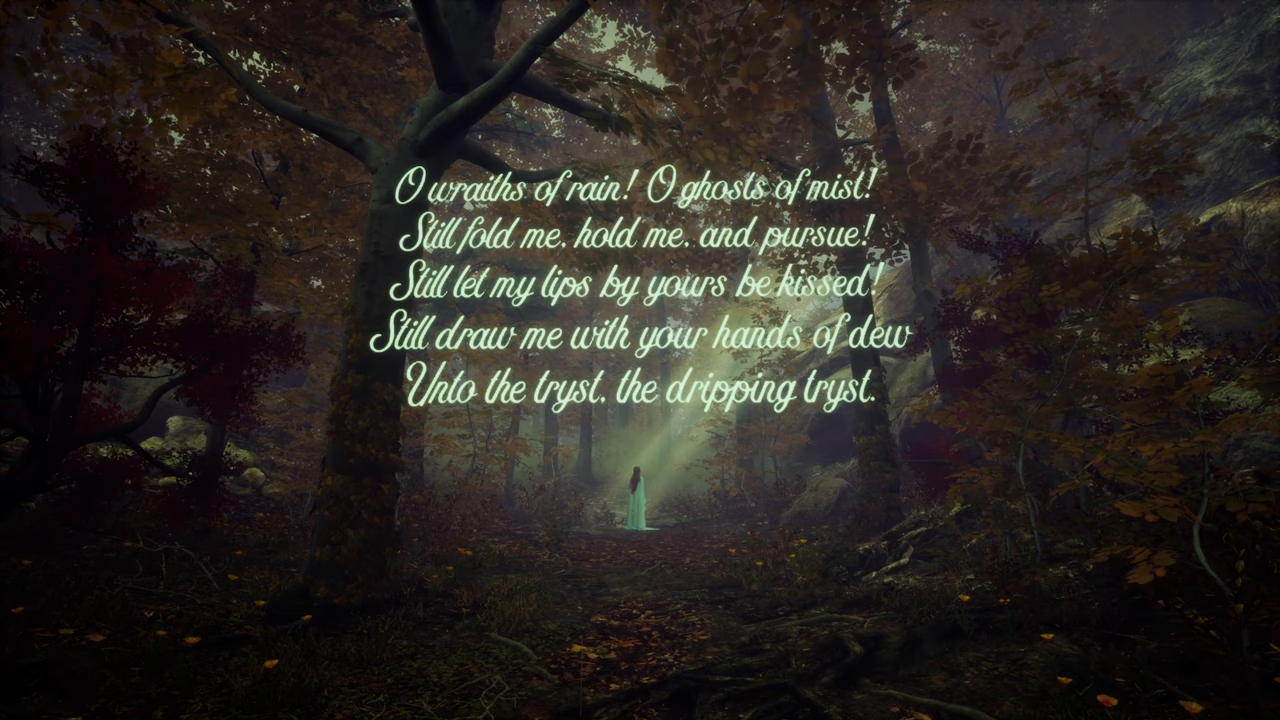 O wraiths of rain! O ghosts of mist!
Still fold me, hold me, and pursue!
Still let my lips by yours be kissed!
Still draw me with your hands of dew
Unto the tryst, the dripping tryst.